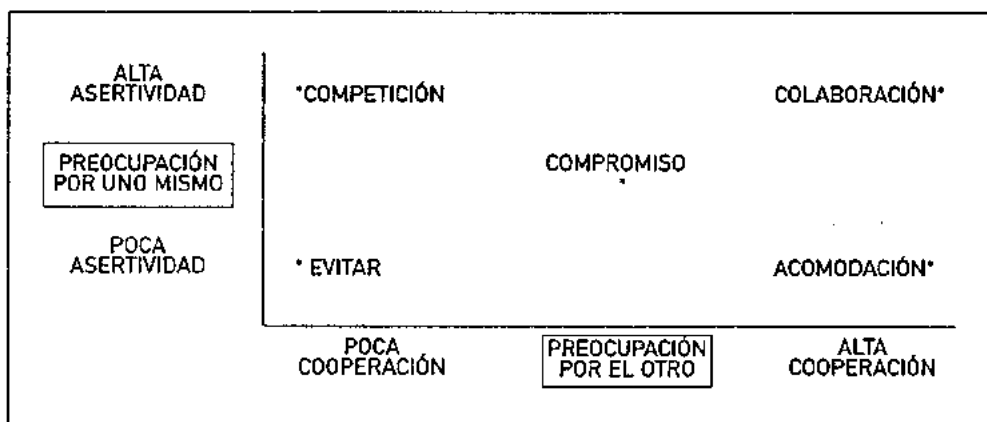 ALTA
ASERTIVIDAD
*COMPETICIÓN
COLABORACIÓN*
PREOCUPACIÓN
POR UNO MISMO
COMPROMISO
*
POCA
ASERTIVIDAD
* EVITAR
ACOMODACIÓN*
POCA
COOPERACIÓN
PREOCUPACIÓN
POR EL OTRO
ALTA
COOPERACIÓN